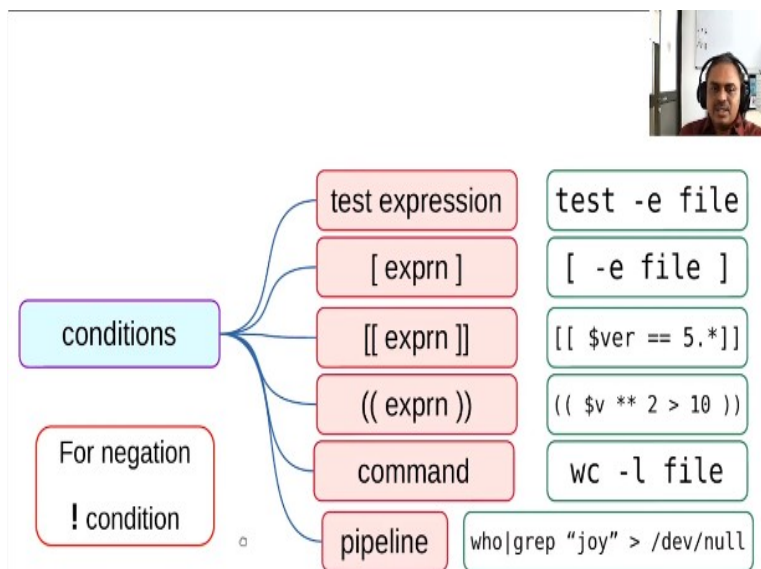 test expression
test -e file
[ exprn ]
[ -e file ]
conditions
[[ exprn ]]
[[ $ver == 5.*]]
(( exprn ))
(( $v ** 2 > 10 ))
For negation
! condition
command
wc -l file
pipeline
who|grep “joy” > /dev/null